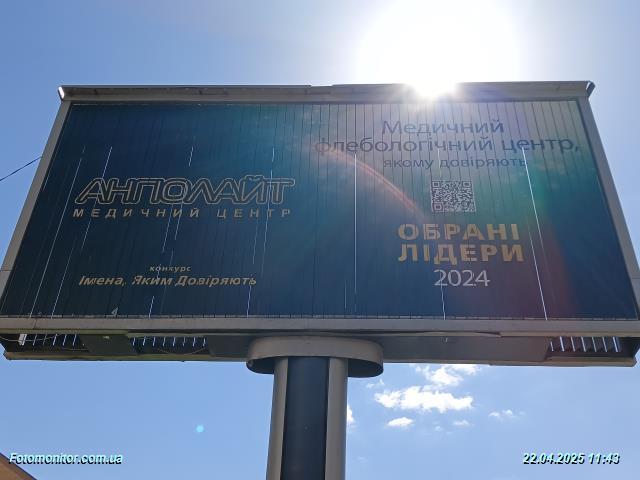 АНПОЛАЙТ
МЕДИЧНИЙ ЦЕНТР
конкурс
Імена, Яким Довіряють
Медичний
флебологічний центр,
якому довіряють
ОБРАНІ
ЛІДЕРИ
2024
Fotomonitor.com.ua
22.04.2025 11:43